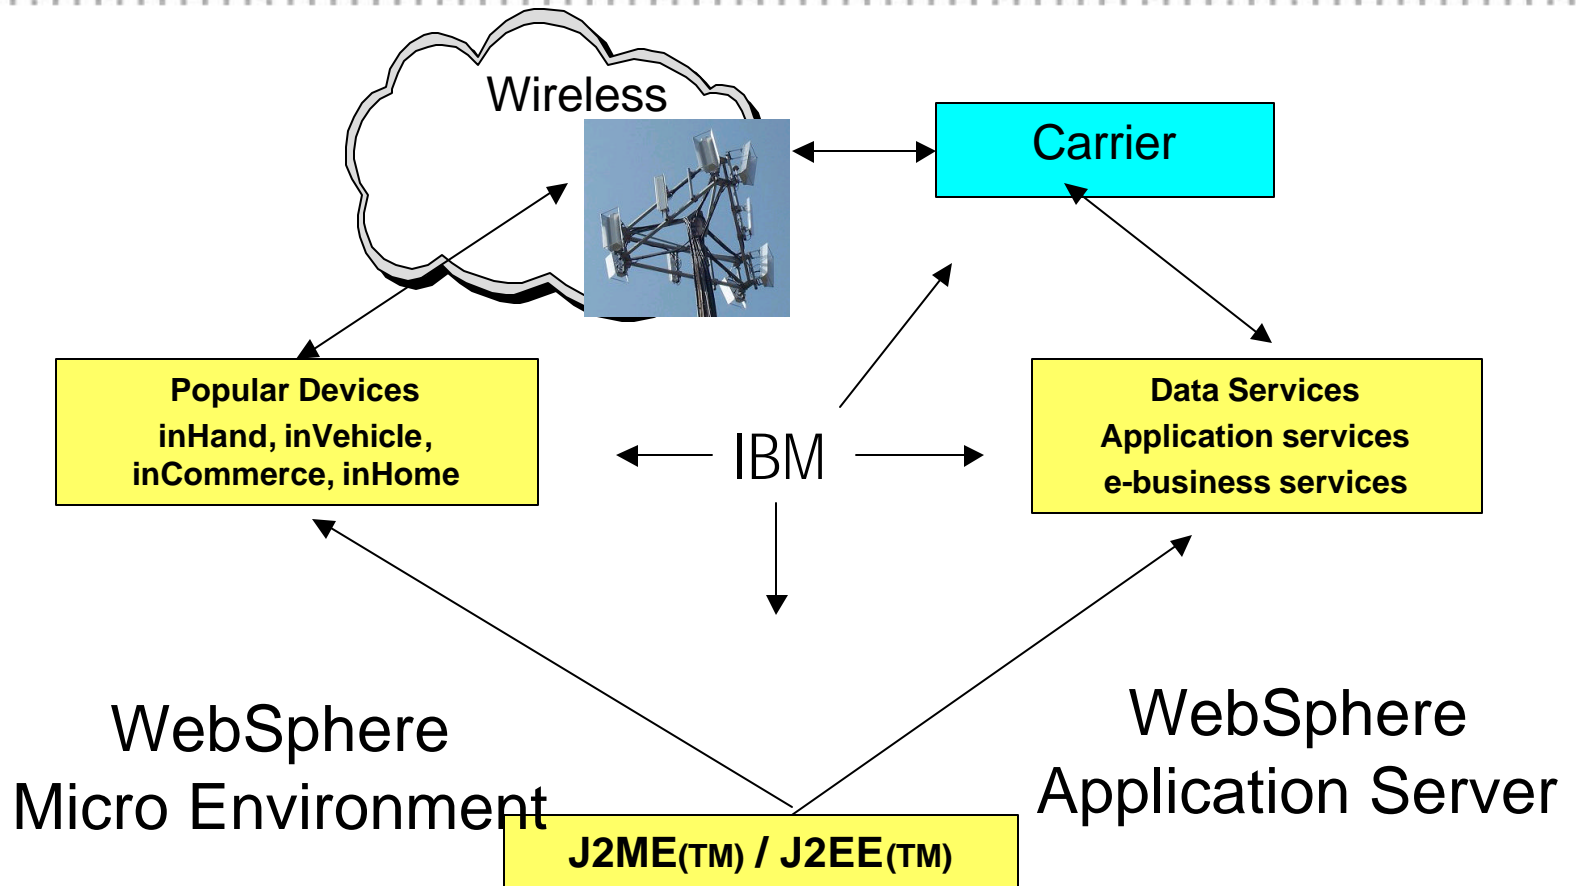 Wireless
Carrier
Popular Devices
inHand, inVehicle,
inCommerce, inHome
IBM
Data Services
Application services
e-business services
WebSphere
Micro Environment
WebSphere
Application Server
J2ME(TM) / J2EE(TM)